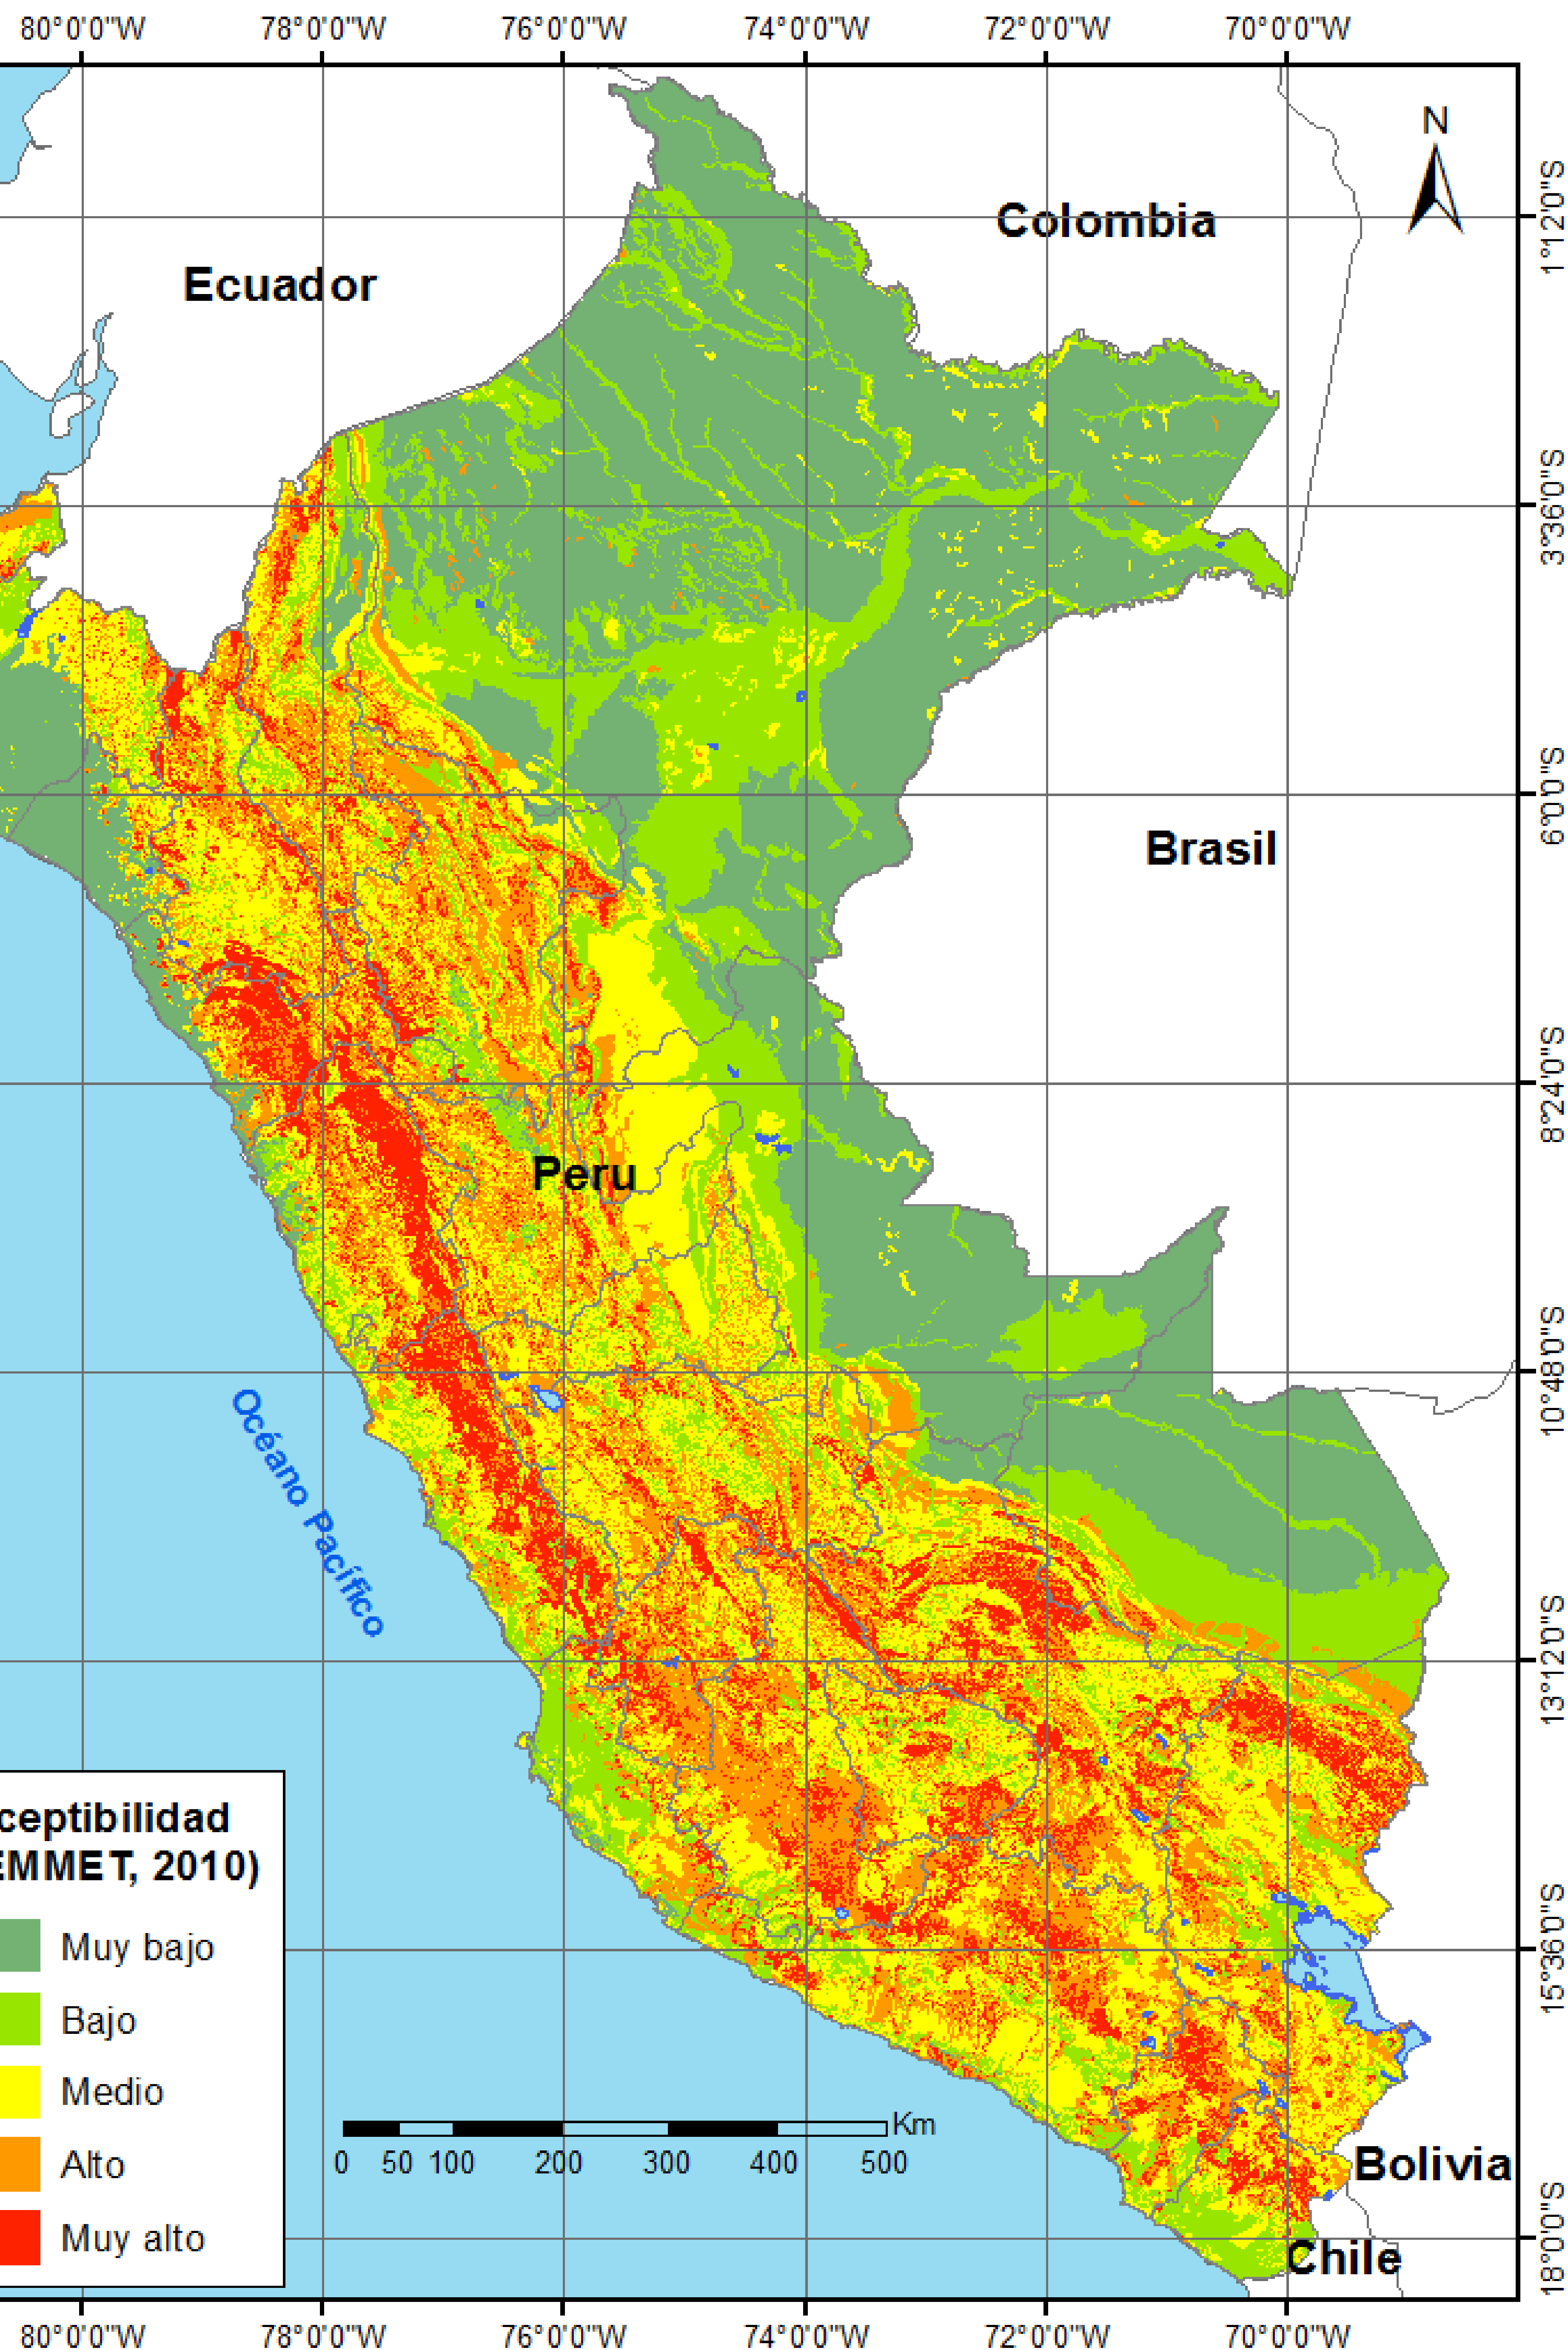 80°0'0"W 78°0'0"W 76°0'0"W 74°0'0"W 72°0'0"W 70°0'0"W
N
1°12'0"S
Colombia
Ecuador
3°36'0"S
6°0'0"S
Brasil
8°24'0"S
Peru
10°48'0"S
Océano Pacífico
13°12'0"S
ceptibilidad
EMMET, 2010)
Muy bajo
15°36'0"S
Bajo
Medio
Km
0 50 100 200 300 400 500
Alto
Bolivia
Muy alto
18°0'0"S
Chile
80°0'0"W 78°0'0"W 76°0'0"W 74°0'0"W 72°0'0"W 70°0'0"W